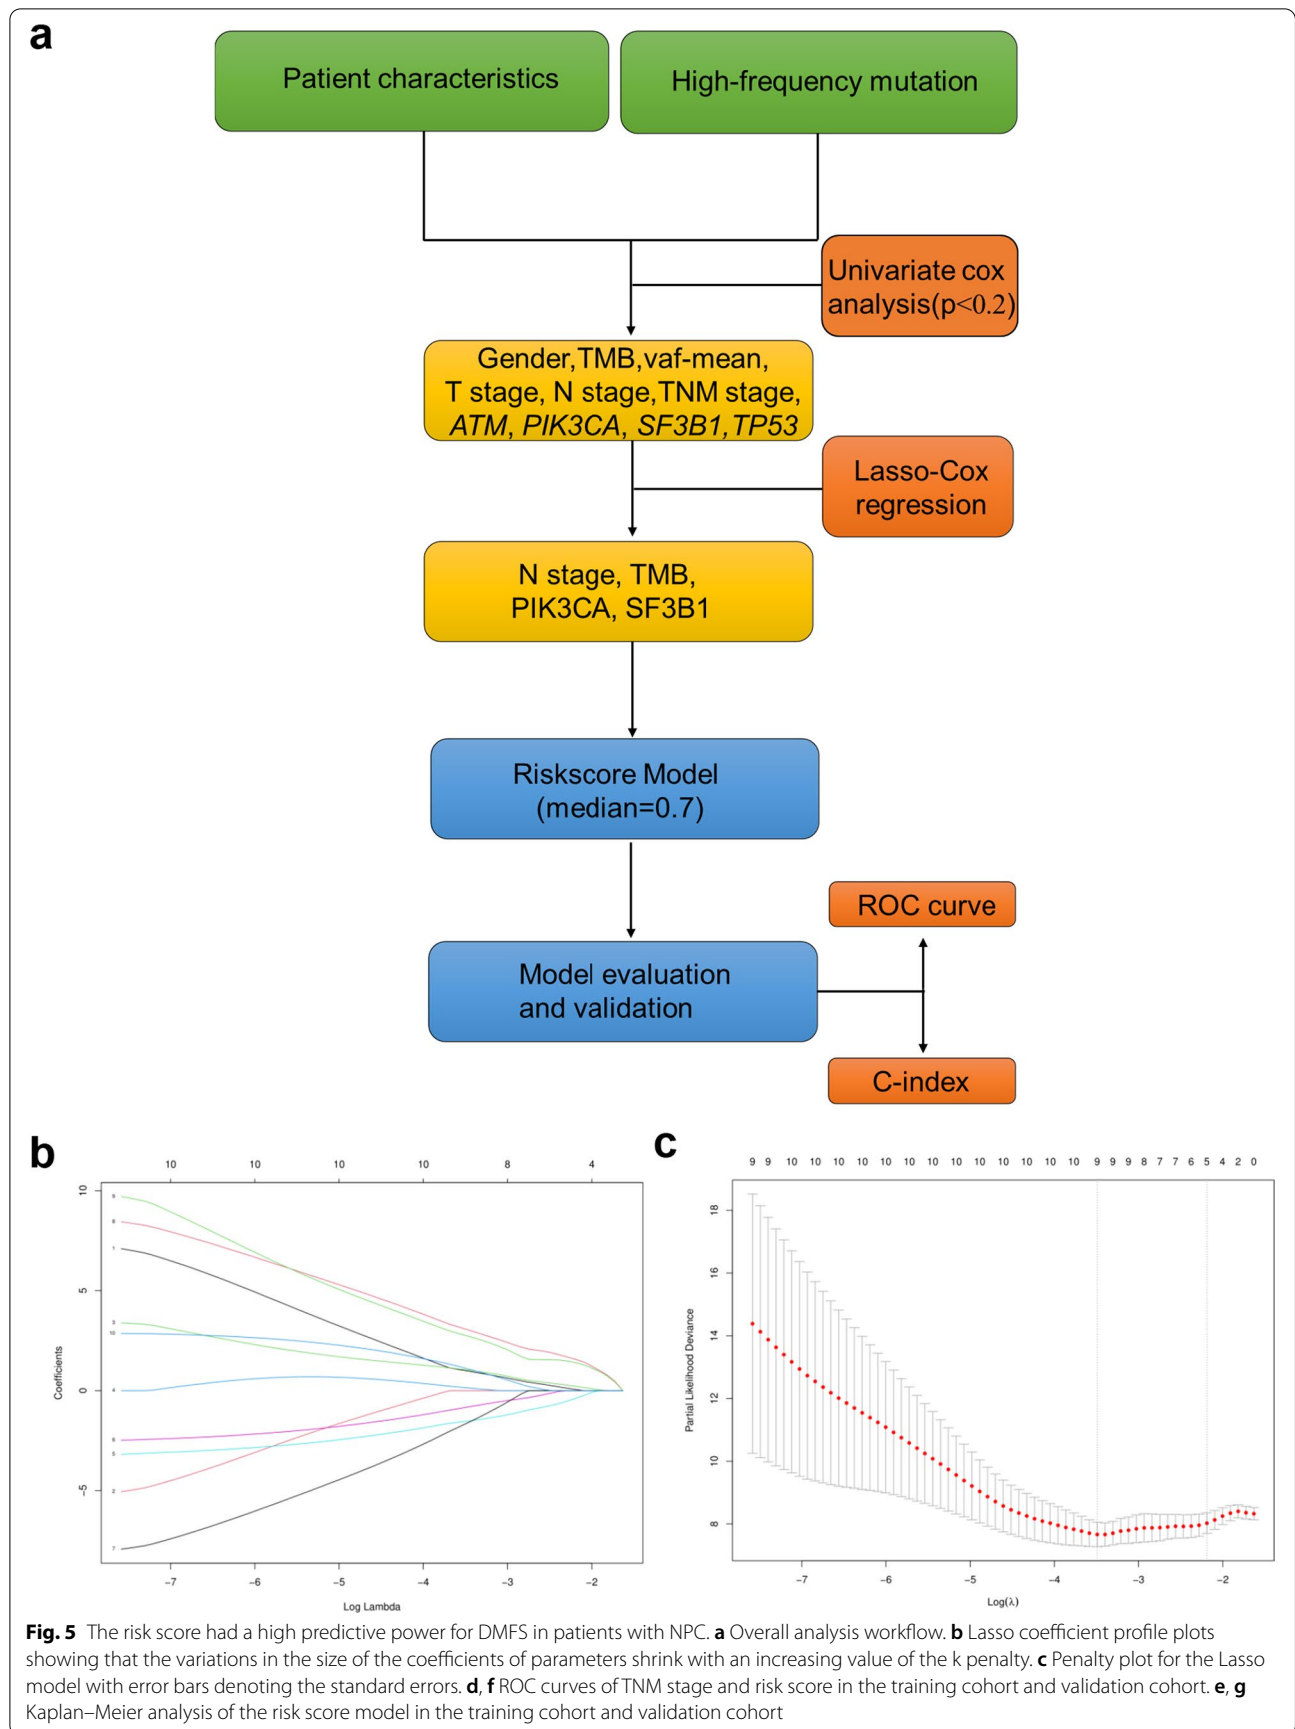 a
Patient characteristics
High-frequency mutation
Univariate cox
analysis(p<0.2)
Gender,TMB,vaf-mean,
T stage, N stage,TNM stage,
ATM, PIK3CA, SF3B1,TP53
Lasso-Cox
regression
N stage, TMB,
PIK3CA, SF3B1
Riskscore Model
(median=0.7)
Model evaluation
and validation
ROC curve
C-index
b
10 10 10 10 8 4
Coefficients
10
5
0
−5
8
1
3
10
4
6
5
2
7
−7 −6 −5 −4 −3 −2
Log Lambda
c
9 9 10 10 10 10 10 10 10 10 10 10 10 10 10 9 9 8 7 7 6 5 4 2 0
Partial Likelihood Deviance
18
16
14
12
10
8
−7 −6 −5 −4 −3 −2
Log(λ)
Fig. 5 The risk score had a high predictive power for DMFS in patients with NPC. a Overall analysis workflow. b Lasso coefficient profile plots
showing that the variations in the size of the coefficients of parameters shrink with an increasing value of the k penalty. c Penalty plot for the Lasso
model with error bars denoting the standard errors. d, f ROC curves of TNM stage and risk score in the training cohort and validation cohort. e, g
Kaplan–Meier analysis of the risk score model in the training cohort and validation cohort